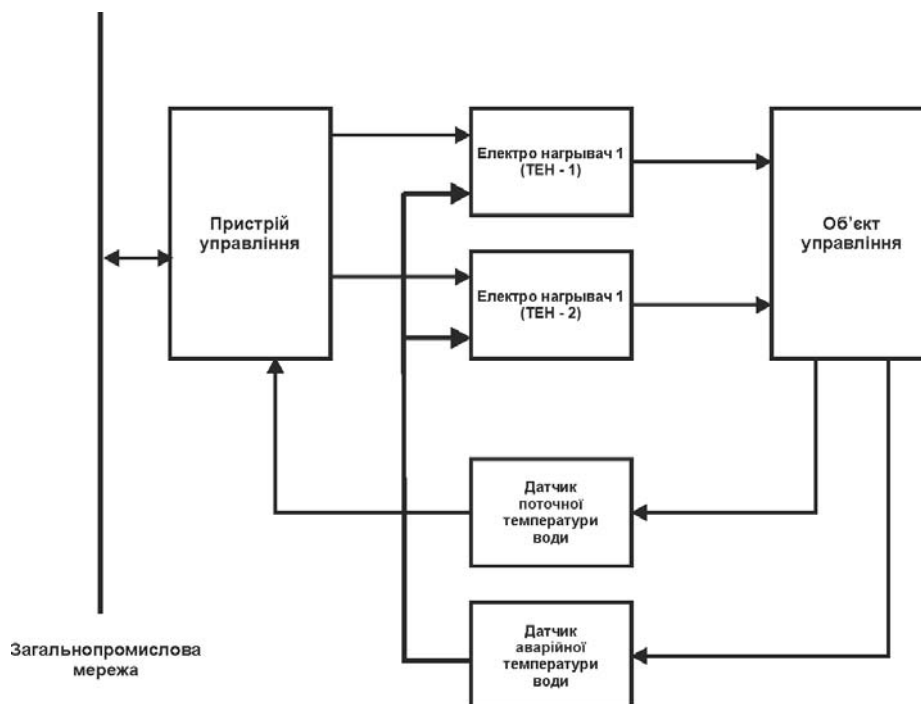 Електро нагрывач 1
(ТЕН - 1)
Пристрій
управління
Об'єкт
управління
Електро нагрывач 1
(ТЕН - 2)
Датчик
поточної
температури
води
Датчик
аварійної
температури
води
Загальнопромислова
мережа